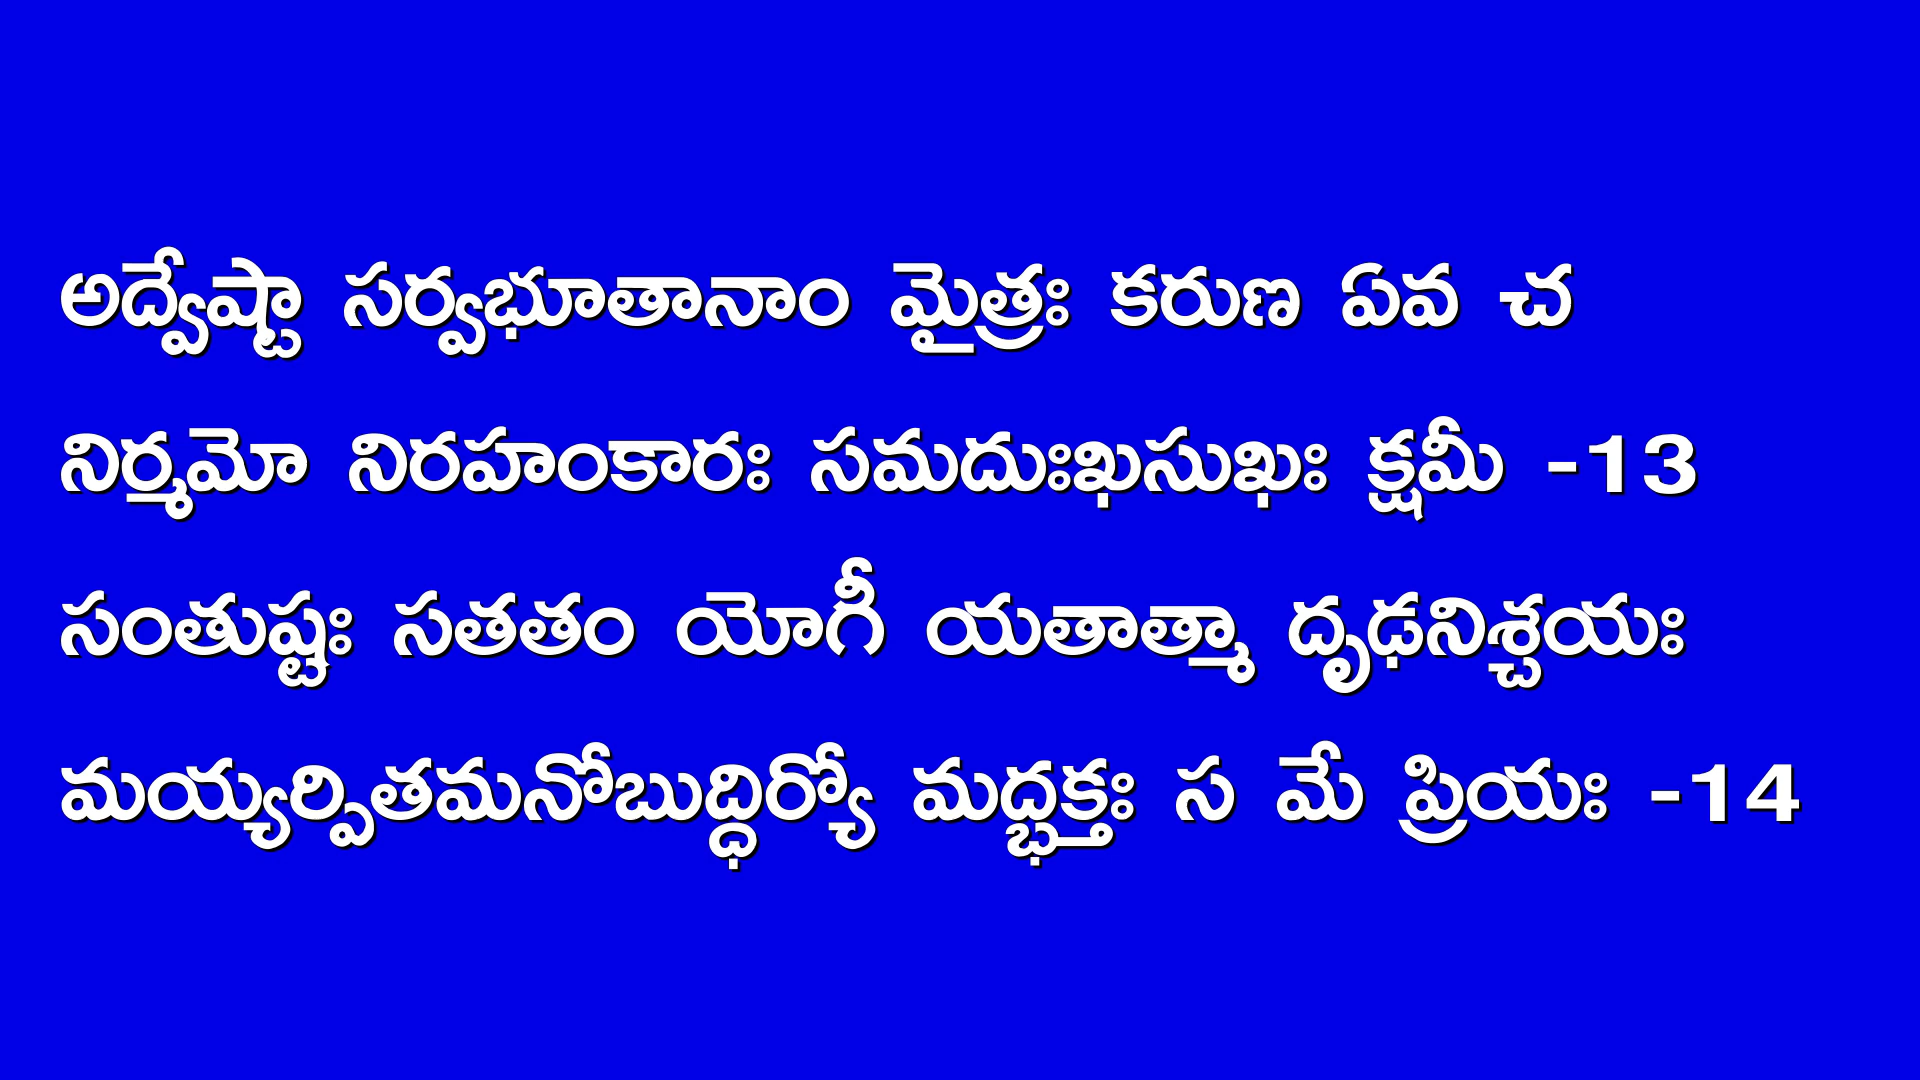 అద్వేష్టా సర్వభూతానాం మైత్రః కరుణ ఏవ చ
నిర్మమో నిరహంకారః సమదుఃఖసుఖః క్షమీ -13
సంతుష్టః సతతం యోగీ యతాత్మా దృఢనిశ్చయః
మయ్యర్పితమనోబుద్ధిర్యో మద్భక్తః స మే ప్రియః -14